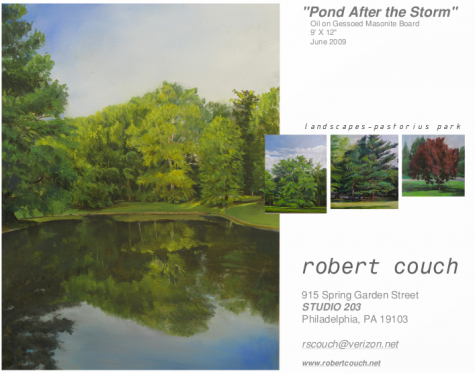 "Pond After the Storm"
Oil on Gessoed Masonite Board
9' X 12"
June 2009
landscapes-pastorius park
robert couch
915 Spring Garden Street
STUDIO 203
Philadelphia, PA 19103
rscouch@verizon.net
www.robertcouch.net